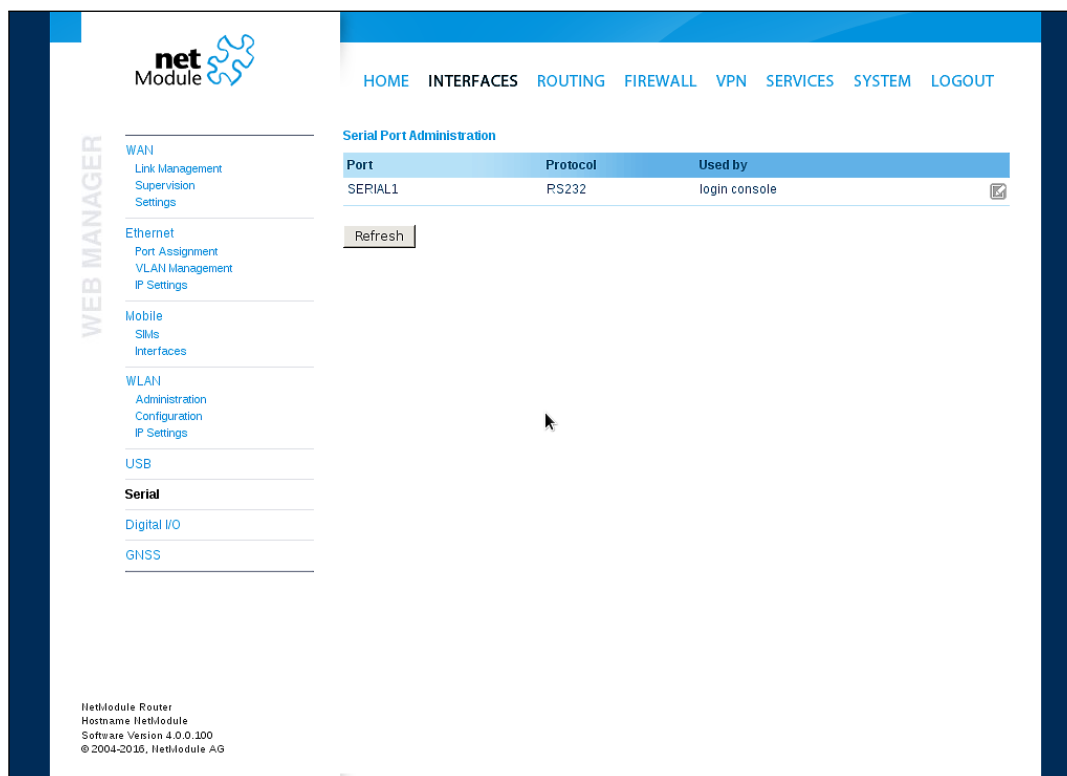 net
Module
HOME INTERFACES ROUTING FIREWALL VPN SERVICES SYSTEM LOGOUT
WEB MANAGER
WAN
Link Management
Supervision
Settings
Ethernet
Port Assignment
VLAN Management
IP Settings
Mobile
SIMs
Interfaces
WLAN
Administration
Configuration
IP Settings
USB
Serial
Digital I/O
GNSS
Serial Port Administration
Port Protocol Used by
SERIAL1 RS232 login console
Refresh
NetModule Router
Hostname NetModule
Software Version 4.0.0.100
© 2004-2016, NetModule AG